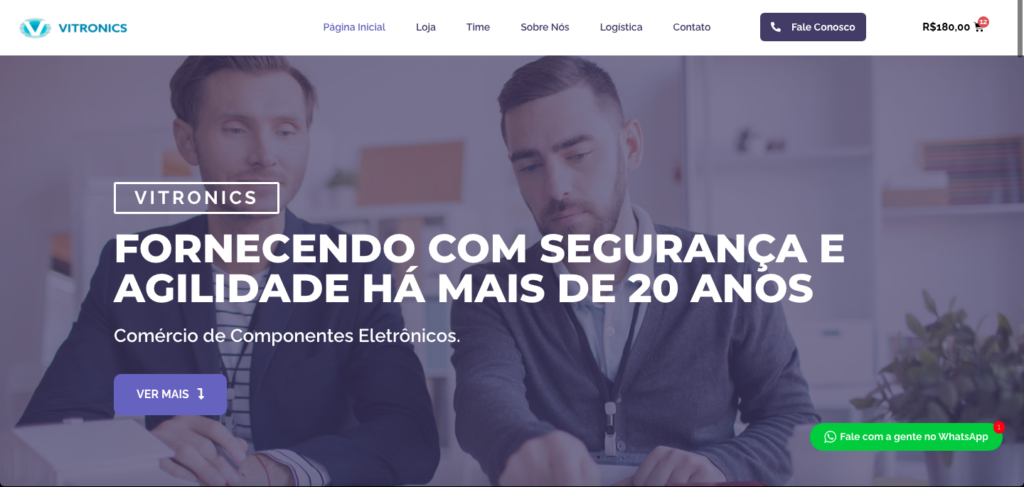 VITRONICS
Página Inicial Loja Time Sobre Nós Logística Contato
Fale Conosco
R$180,00 12
VITRONICS
FORNECENDO COM SEGURANÇA E
AGILIDADE HÁ MAIS DE 20 ANOS
Comércio de Componentes Eletrônicos.
VER MAIS
1
Fale com a gente no WhatsApp